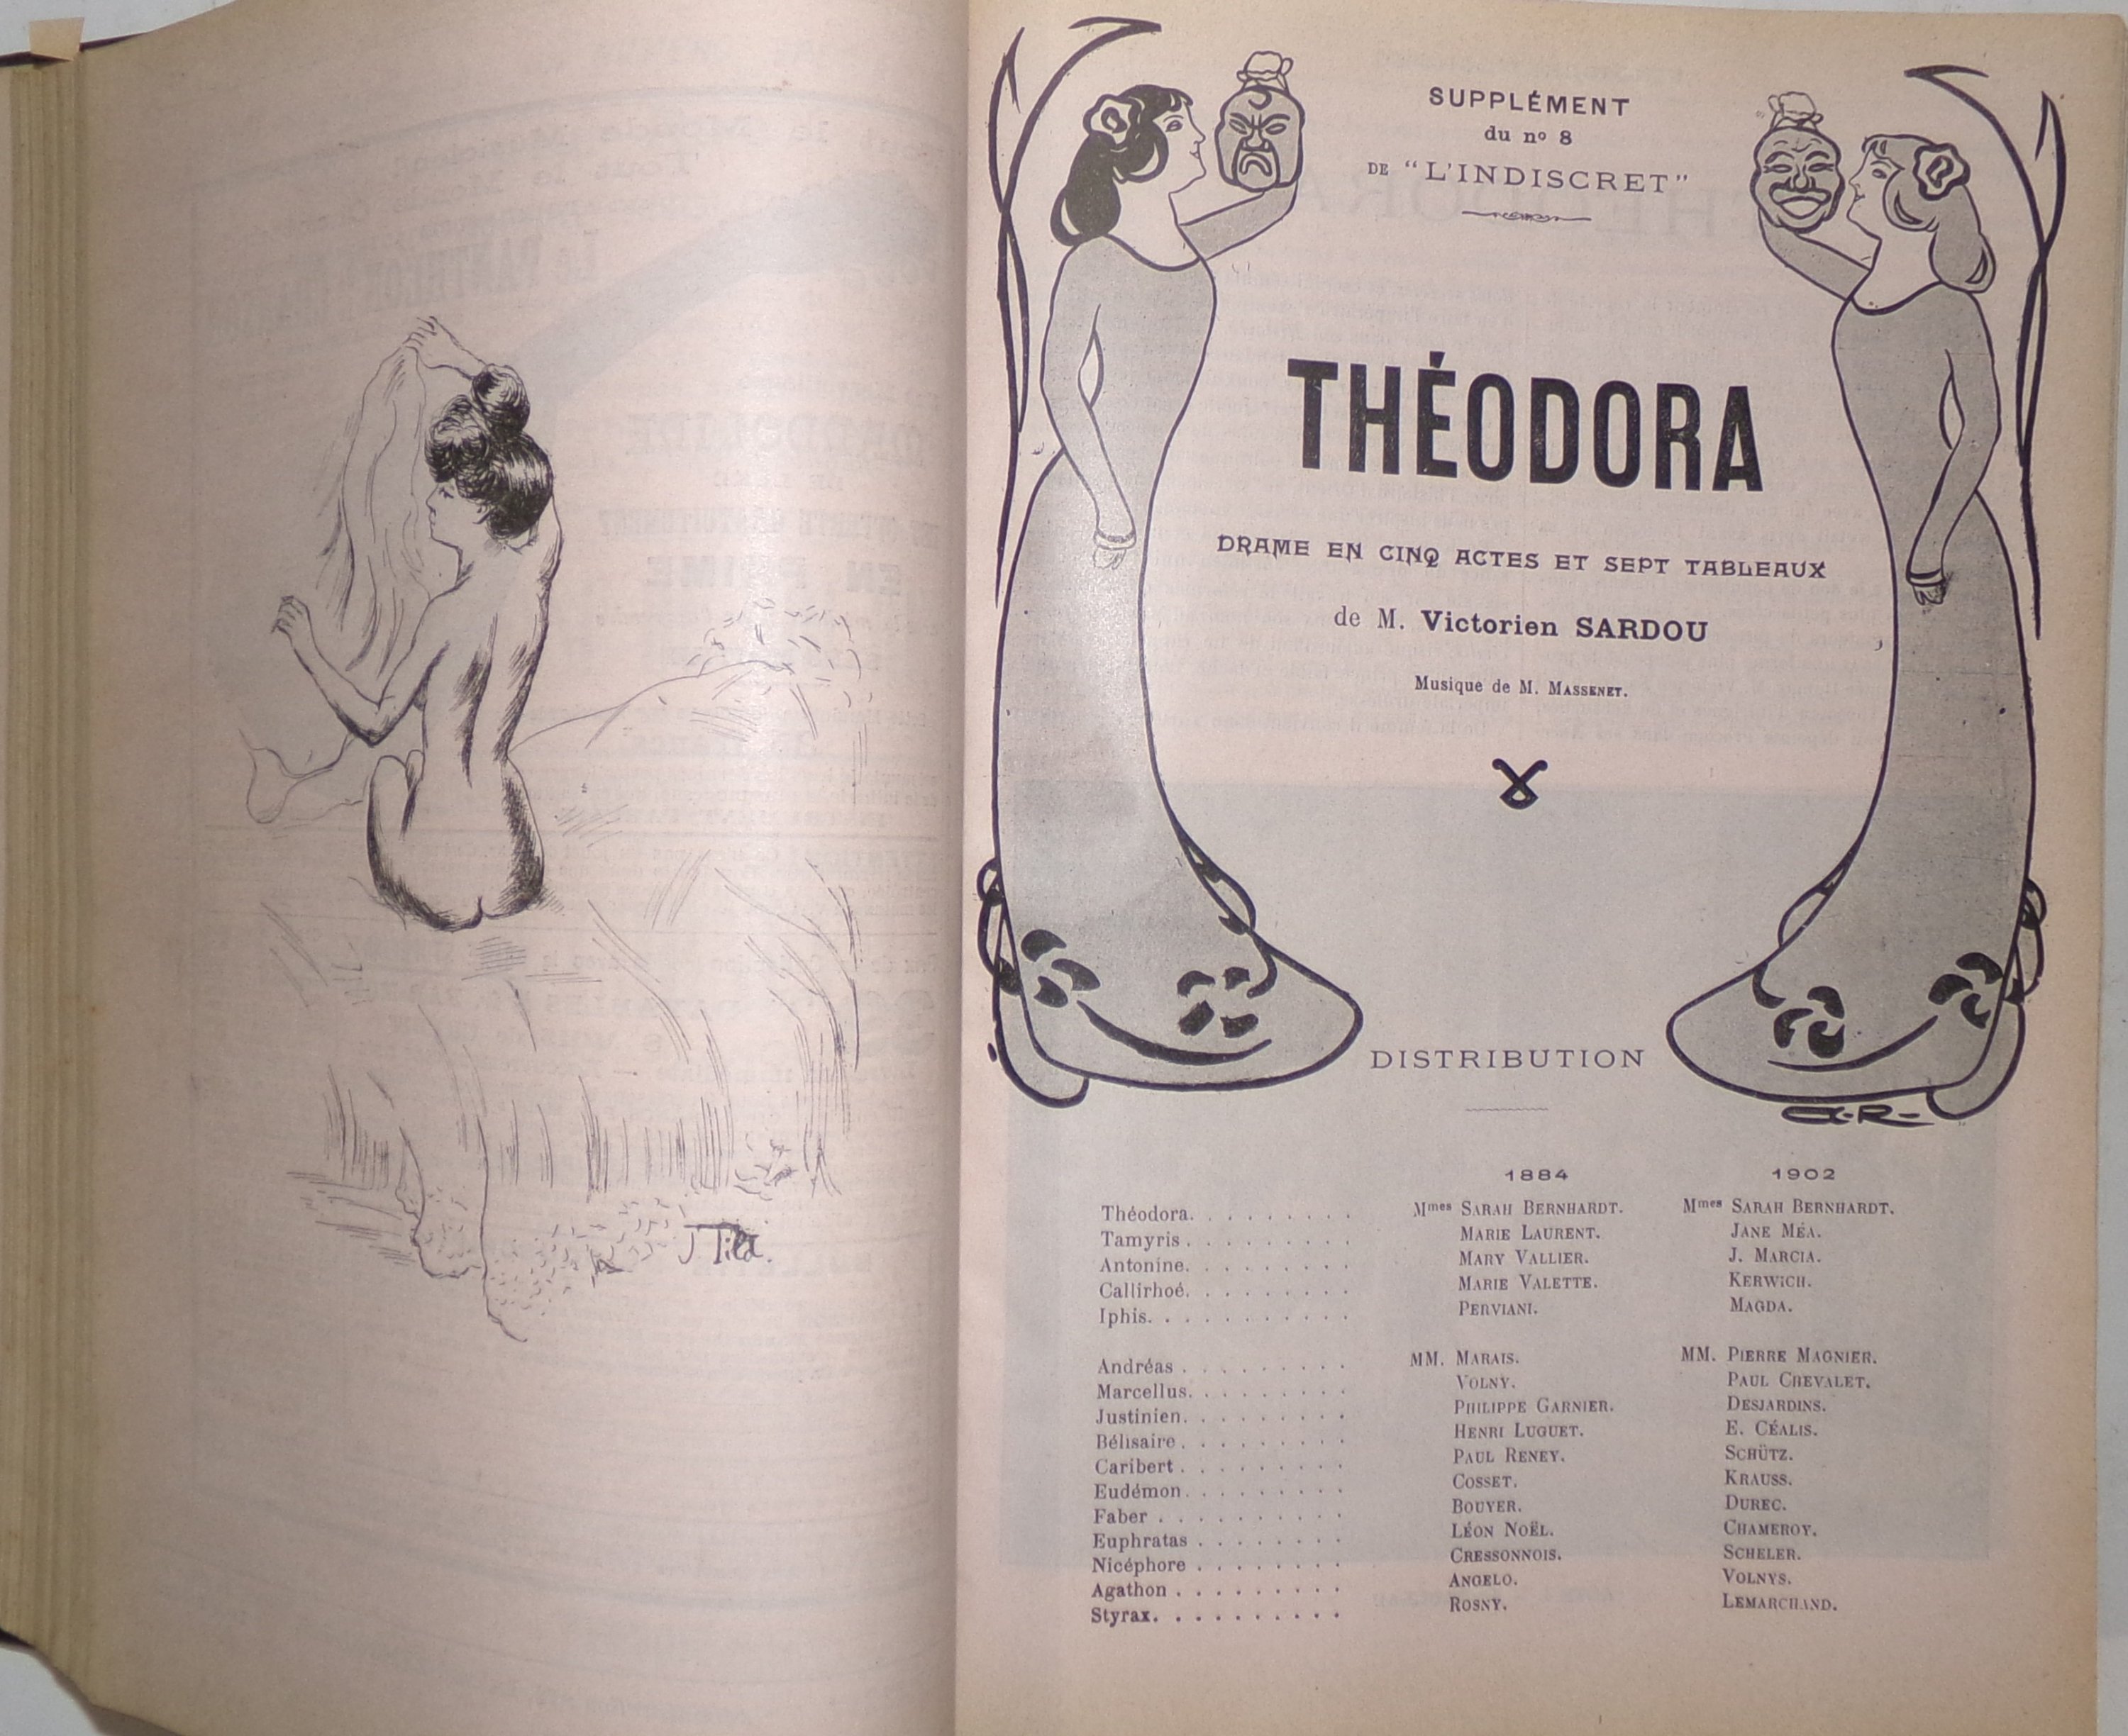 J. Tild.
SUPPLÉMENT
du nº 8
DE "L'INDISCRET"
THÉODORA
DRAME EN CINQ ACTES ET SEPT TABLEAUX
de M. Victorien SARDOU
Musique de M. MASSENET.
DISTRIBUTION
A.R-
1884 1902
Théodora. . . . . . . . . Mmes SARAH BERNHARDT. Mmes SARAH BERNHARDT.
Tamyris . . . . . . . . . MARIE LAURENT. JANE MÉA.
Antonine. . . . . . . . . MARY VALLIER. J. MARCIA.
Callirhoé. . . . . . . . . MARIE VALETTE. KERWICH.
Iphis. . . . . . . . . . . PERVIANI. MAGDA.
Andréas . . . . . . . . . MM. MARAIS. MM. PIERRE MAGNIER.
Marcellus. . . . . . . . . VOLNY. PAUL CHEVALET.
Justinien. . . . . . . . . PHILIPPE GARNIER. DESJARDINS.
Bélisaire . . . . . . . . . HENRI LUGUET. E. CÉALIS.
Caribert . . . . . . . . . PAUL RENEY. SCHÜTZ.
Eudémon. . . . . . . . . COSSET. KRAUSS.
Faber . . . . . . . . . . BOUYER. DUREC.
Euphratas . . . . . . . . LÉON NOËL. CHAMEROY.
Nicéphore . . . . . . . . CRESSONNOIS. SCHELER.
Agathon . . . . . . . . . ANGELO. VOLNYS.
Styrax. . . . . . . . . . ROSNY. LEMARCHAND.